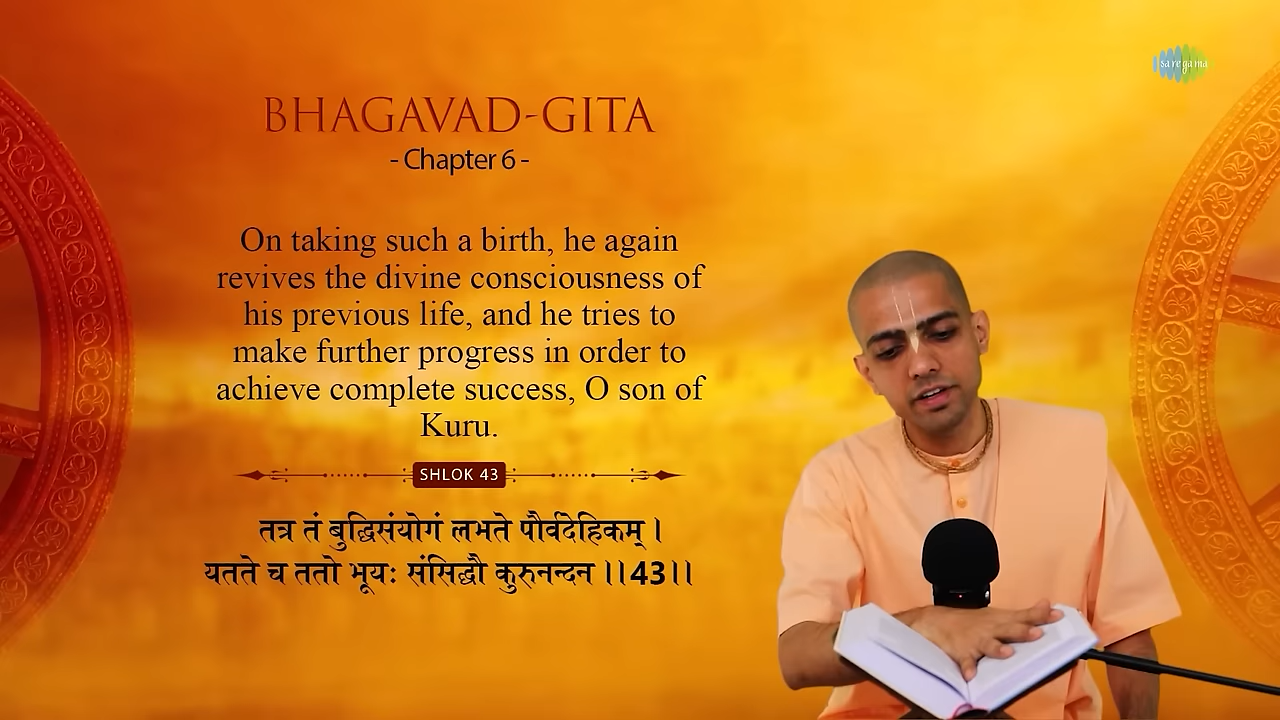 saregama
BHAGAVAD-GITA
- Chapter 6 -
On taking such a birth, he again
revives the divine consciousness of
his previous life, and he tries to
make further progress in order to
achieve complete success, O son of
Kuru.
SHLOK 43
तत्र तं बुद्धिसंयोगं लभते पौर्वदेहिकम् ।
यतते च ततो भूयः संसिद्धौ कुरुनन्दन ।।43।।